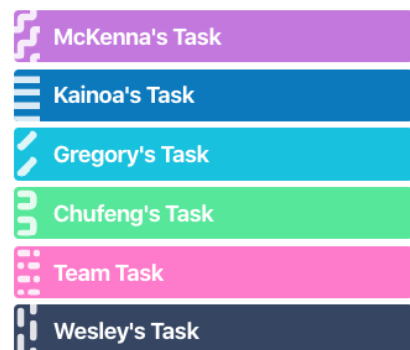 McKenna's Task
Kainoa's Task
Gregory's Task
Chufeng's Task
Team Task
Wesley's Task